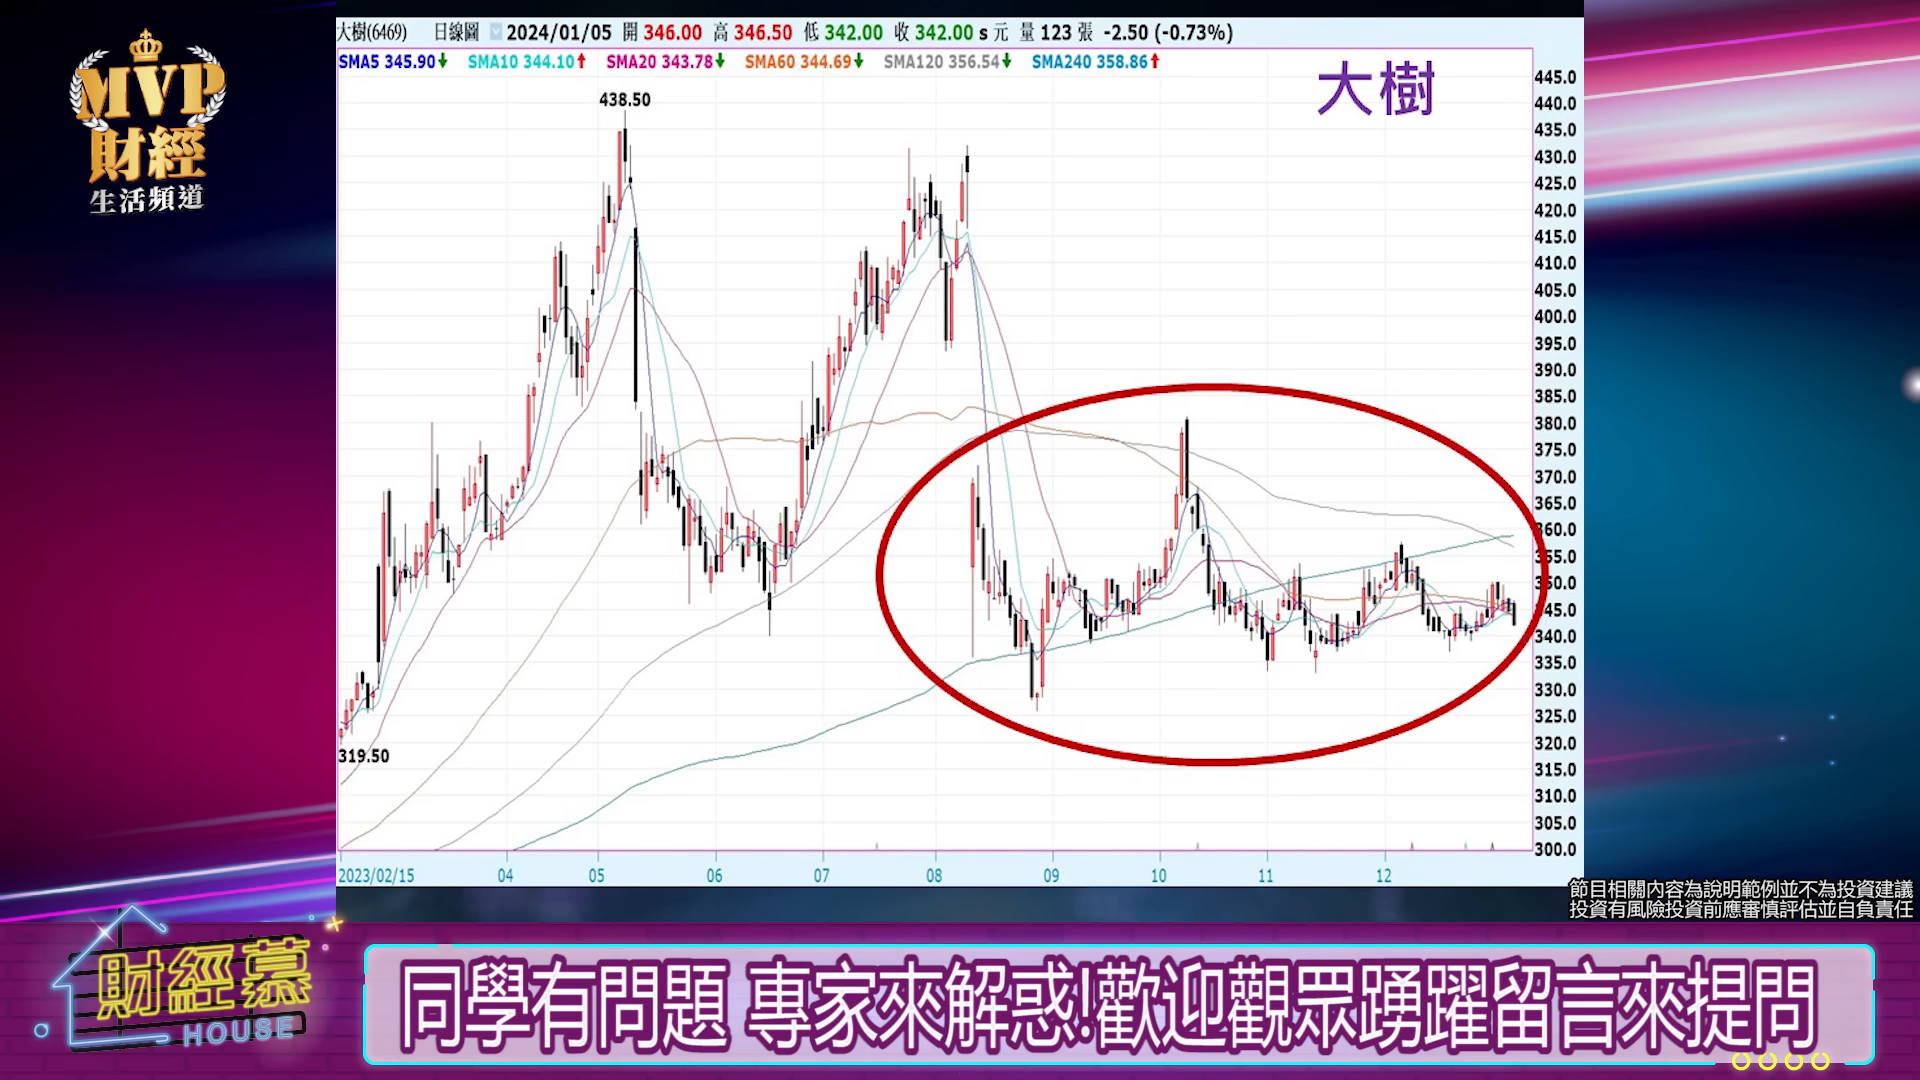 MVP
財經
生活頻道
大樹(6469) 日線圖 2024/01/05 開 346.00 高 346.50 低 342.00 收 342.00 s 元 量 123 張 -2.50 (-0.73%)
SMA5 345.90↓ SMA10 344.10↑ SMA20 343.78↓ SMA60 344.69↓ SMA120 356.54↓ SMA240 358.86↑
大樹
438.50
319.50
445.0
440.0
435.0
430.0
425.0
420.0
415.0
410.0
405.0
400.0
395.0
390.0
385.0
380.0
375.0
370.0
365.0
360.0
355.0
350.0
345.0
340.0
335.0
330.0
325.0
320.0
315.0
310.0
305.0
300.0
2023/02/15 04 05 06 07 08 09 10 11 12
節目相關內容為說明範例並不為投資建議
投資有風險投資前應審慎評估並自負責任
財經慕
HOUSE
同學有問題 專家來解惑!歡迎觀眾踴躍留言來提問